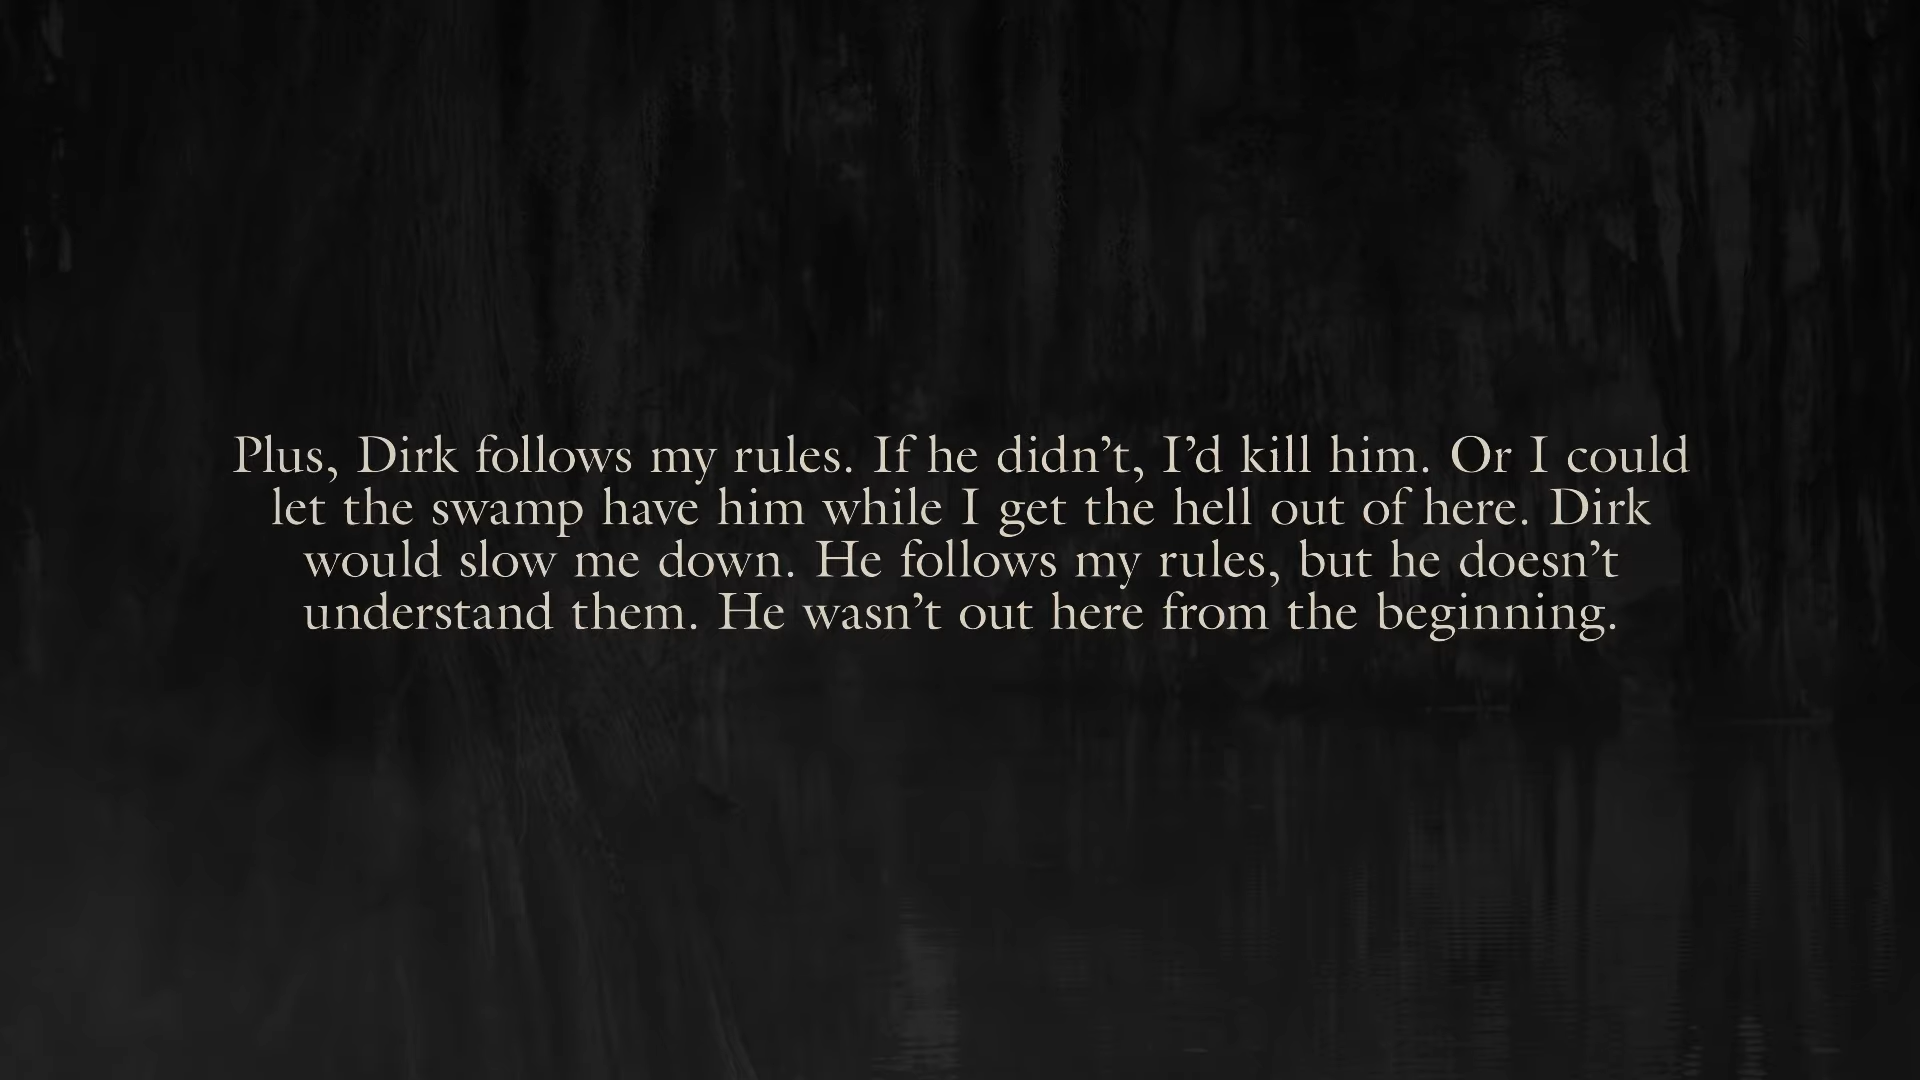 Plus, Dirk follows my rules. If he didn’t, I’d kill him. Or I could
let the swamp have him while I get the hell out of here. Dirk
would slow me down. He follows my rules, but he doesn’t
understand them. He wasn’t out here from the beginning.